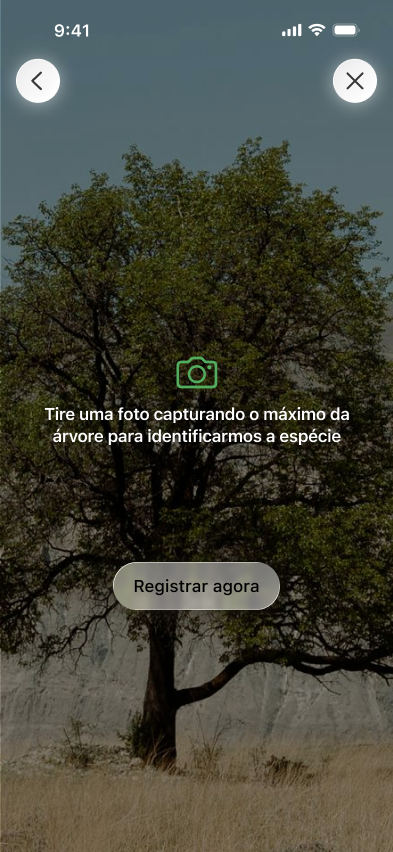 9:41
Tire uma foto capturando o máximo da
árvore para identificarmos a espécie
Registrar agora